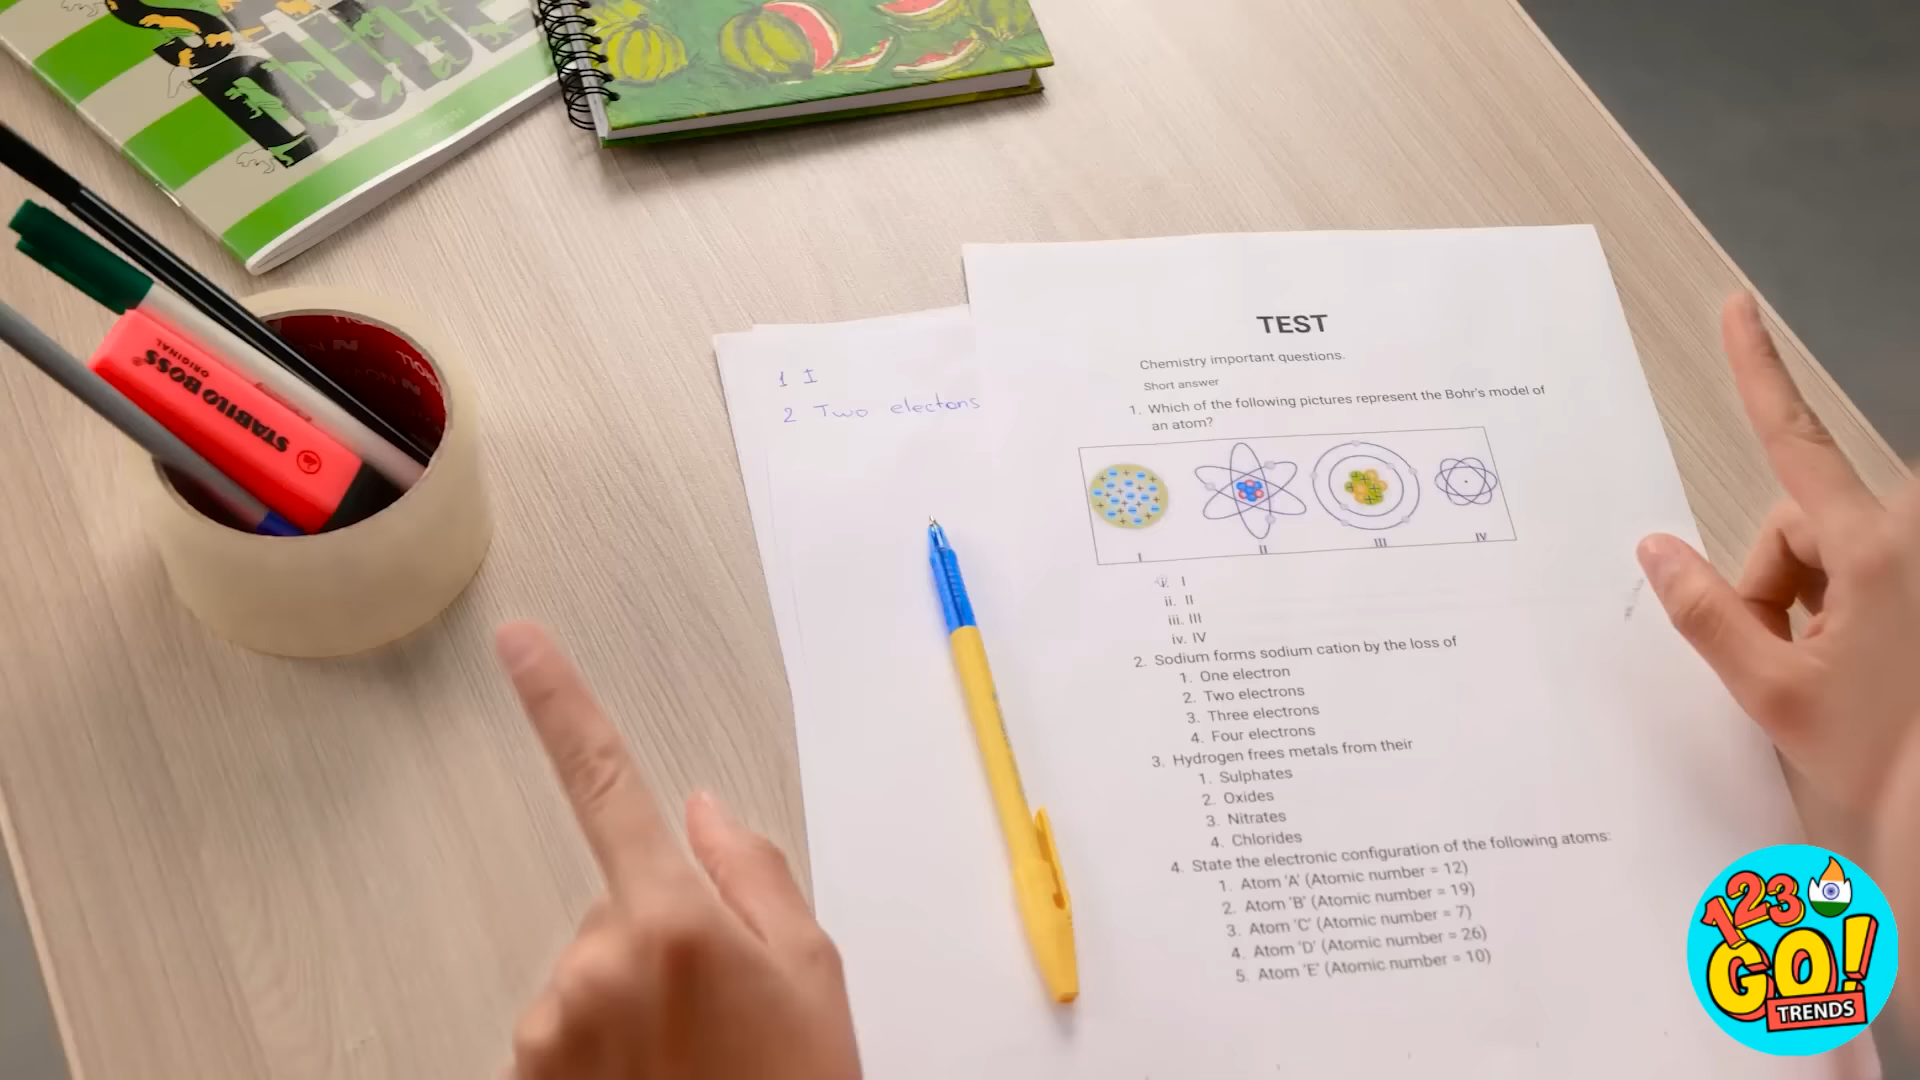 STABILO BOSS
ORIGINAL
1 I
2 Two electons
TEST
Chemistry important questions.
Short answer
1. Which of the following pictures represent the Bohr's model of
an atom?
I II III IV
i. I
ii. II
iii. III
iv. IV
2. Sodium forms sodium cation by the loss of
1. One electron
2. Two electrons
3. Three electrons
4. Four electrons
3. Hydrogen frees metals from their
1. Sulphates
2. Oxides
3. Nitrates
4. Chlorides
4. State the electronic configuration of the following atoms:
1. Atom 'A' (Atomic number = 12)
2. Atom 'B' (Atomic number = 19)
3. Atom 'C' (Atomic number = 7)
4. Atom 'D' (Atomic number = 26)
5. Atom 'E' (Atomic number = 10)
123
GO!
TRENDS